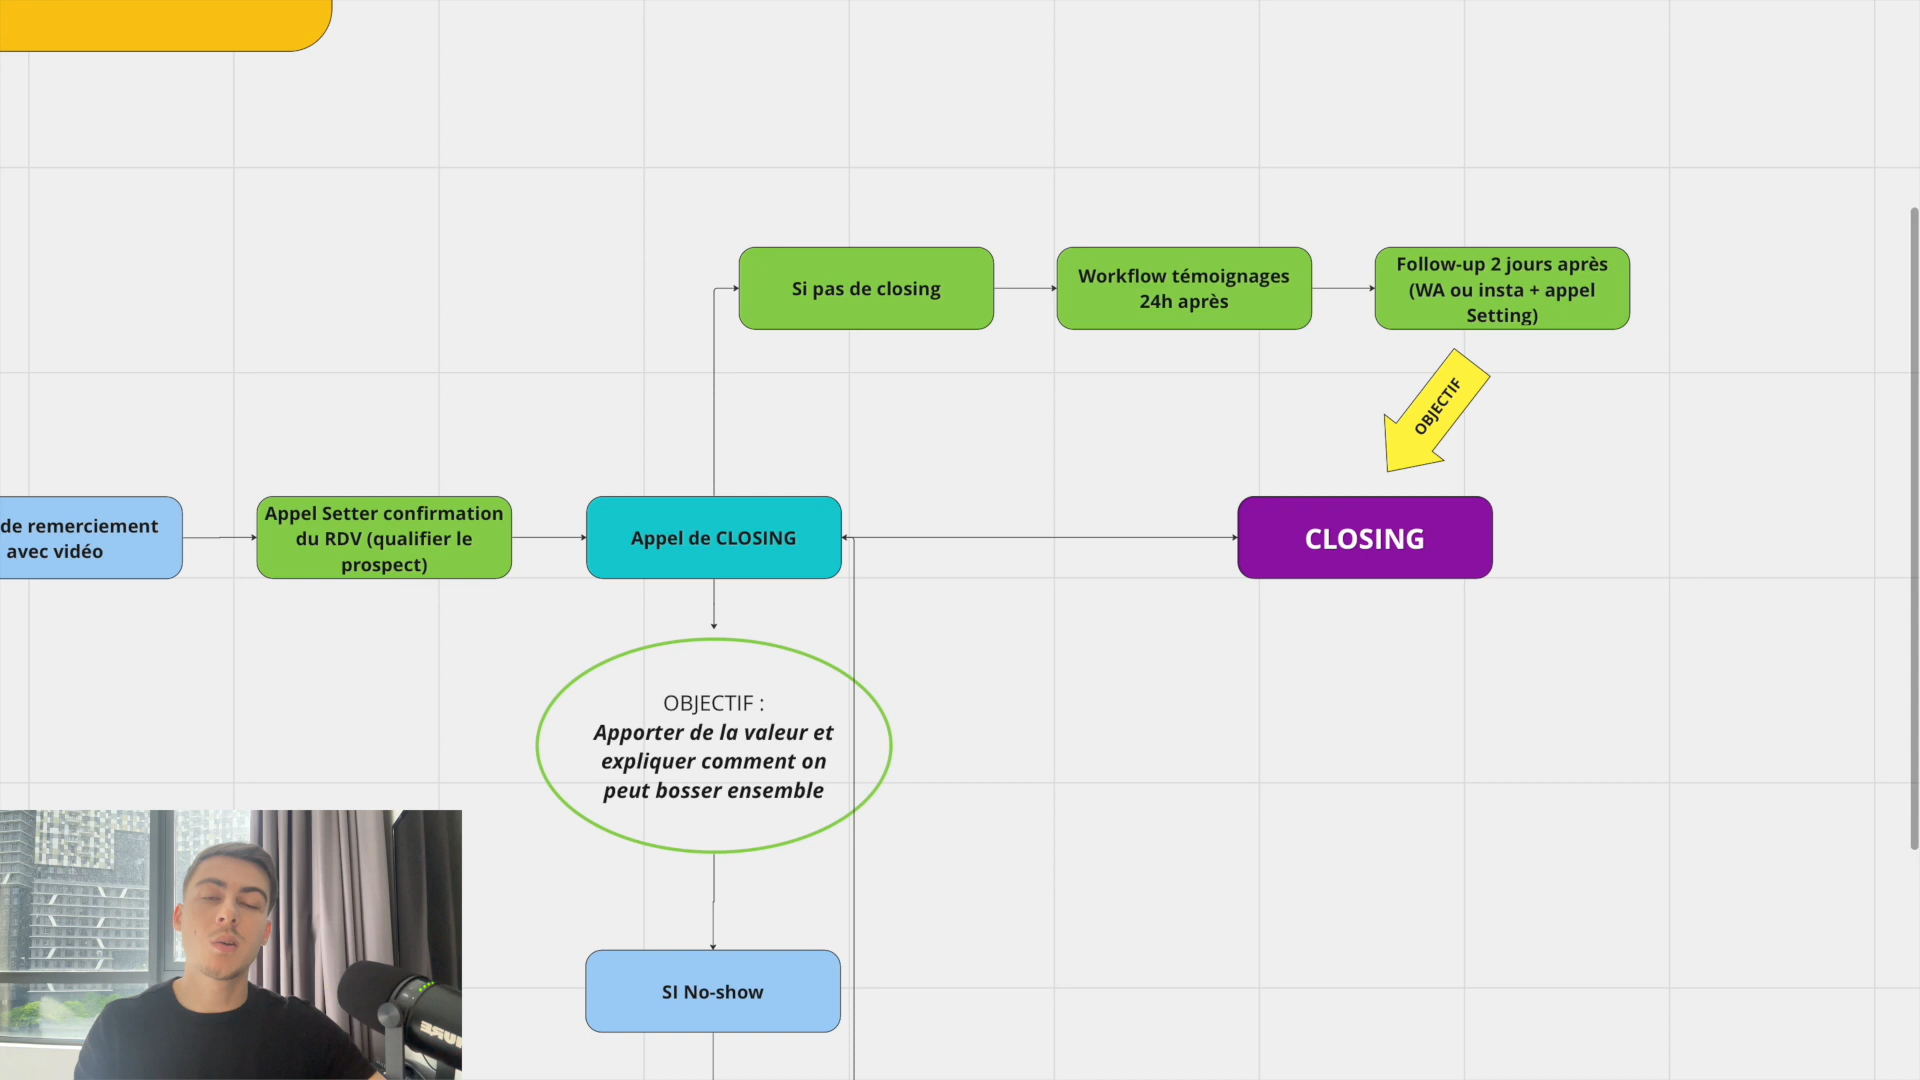 Si pas de closing
Workflow témoignages
24h après
Follow-up 2 jours après
(WA ou insta + appel
Setting)
OBJECTIF
de remerciement
avec vidéo
Appel Setter confirmation
du RDV (qualifier le
prospect)
Appel de CLOSING
CLOSING
OBJECTIF :
Apporter de la valeur et
expliquer comment on
peut bosser ensemble
SI No-show